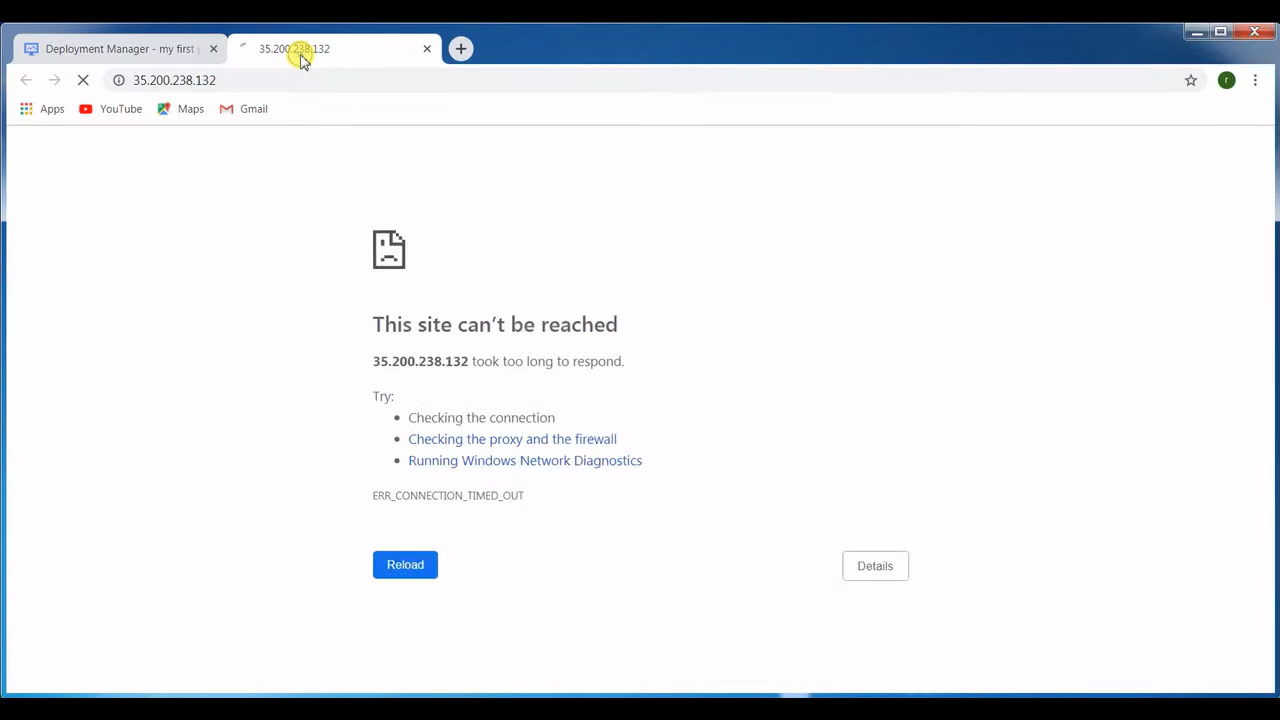 Deployment Manager - my first
35.200.238.132
35.200.238.132
Apps YouTube Maps Gmail
r
This site can't be reached
35.200.238.132 took too long to respond.
Try:
• Checking the connection
• Checking the proxy and the firewall
• Running Windows Network Diagnostics
ERR_CONNECTION_TIMED_OUT
Reload Details